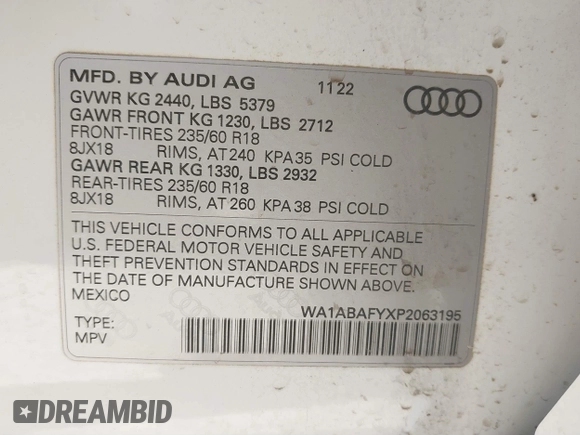 MFD. BY AUDI AG 11 22
GVWR KG 2440, LBS 5379
GAWR FRONT KG 1230, LBS 2712
FRONT-TIRES 235/60 R18
8JX18 RIMS, AT 240 KPA 35 PSI COLD
GAWR REAR KG 1330, LBS 2932
REAR-TIRES 235/60 R18
8JX18 RIMS, AT 260 KPA 38 PSI COLD
THIS VEHICLE CONFORMS TO ALL APPLICABLE
U.S. FEDERAL MOTOR VEHICLE SAFETY AND
THEFT PREVENTION STANDARDS IN EFFECT ON
THE DATE OF MANUFACTURE SHOWN ABOVE.
MEXICO
WA1ABAFYXP2063195
TYPE:
MPV
DREAMBID